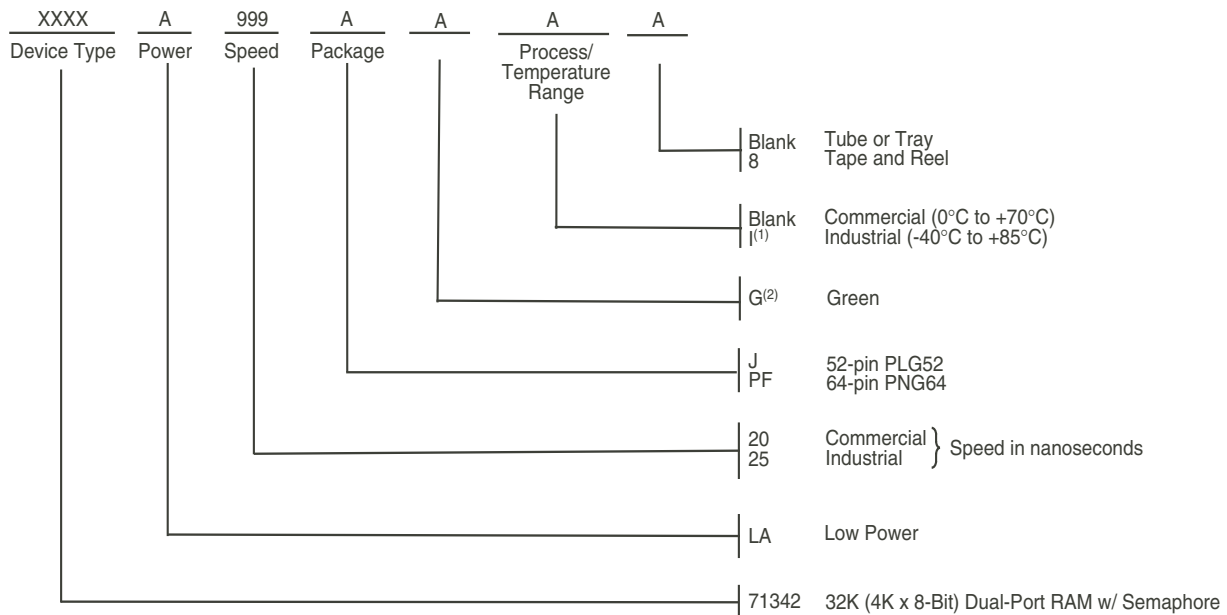 XXXX A 999 A A A A
Device Type Power Speed Package Process/
Temperature
Range
Blank Tube or Tray
8 Tape and Reel
Blank Commercial (0°C to +70°C)
I(1) Industrial (-40°C to +85°C)
G(2) Green
J 52-pin PLG52
PF 64-pin PNG64
20 Commercial
25 Industrial } Speed in nanoseconds
LA Low Power
71342 32K (4K x 8-Bit) Dual-Port RAM w/ Semaphore